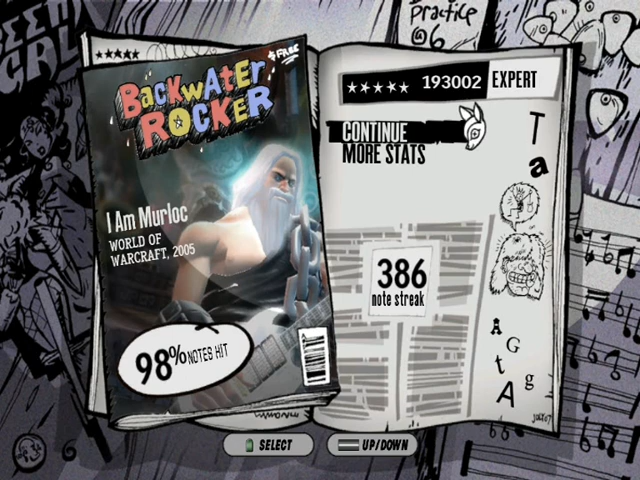 Practice
06
& FREE
BackwAtEr
ROCKER
I Am Murloc
WORLD OF
WARCRAFT, 2005
98% NOTES HIT
193002 EXPERT
CONTINUE
MORE STATS
386
note streak
T
a
A
G
t
g
A
SELECT
UP/DOWN